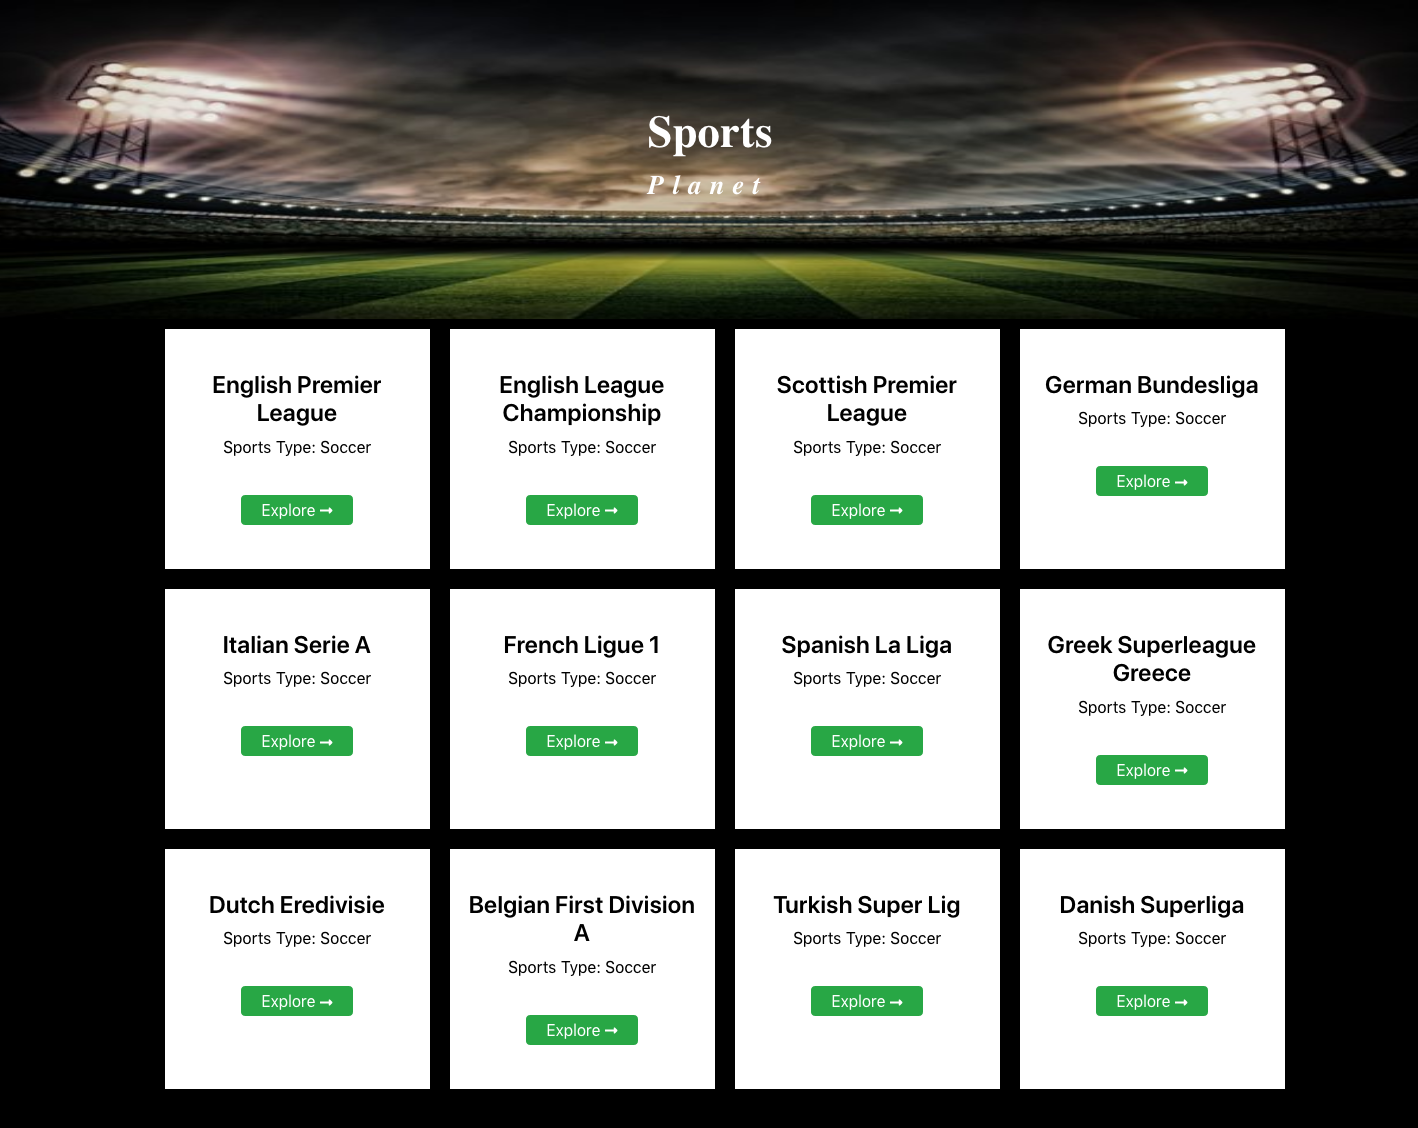 Sports
Planet
English Premier
League
Sports Type: Soccer
Explore ➞
English League
Championship
Sports Type: Soccer
Explore ➞
Scottish Premier
League
Sports Type: Soccer
Explore ➞
German Bundesliga
Sports Type: Soccer
Explore ➞
Italian Serie A
Sports Type: Soccer
Explore ➞
French Ligue 1
Sports Type: Soccer
Explore ➞
Spanish La Liga
Sports Type: Soccer
Explore ➞
Greek Superleague
Greece
Sports Type: Soccer
Explore ➞
Dutch Eredivisie
Sports Type: Soccer
Explore ➞
Belgian First Division
A
Sports Type: Soccer
Explore ➞
Turkish Super Lig
Sports Type: Soccer
Explore ➞
Danish Superliga
Sports Type: Soccer
Explore ➞